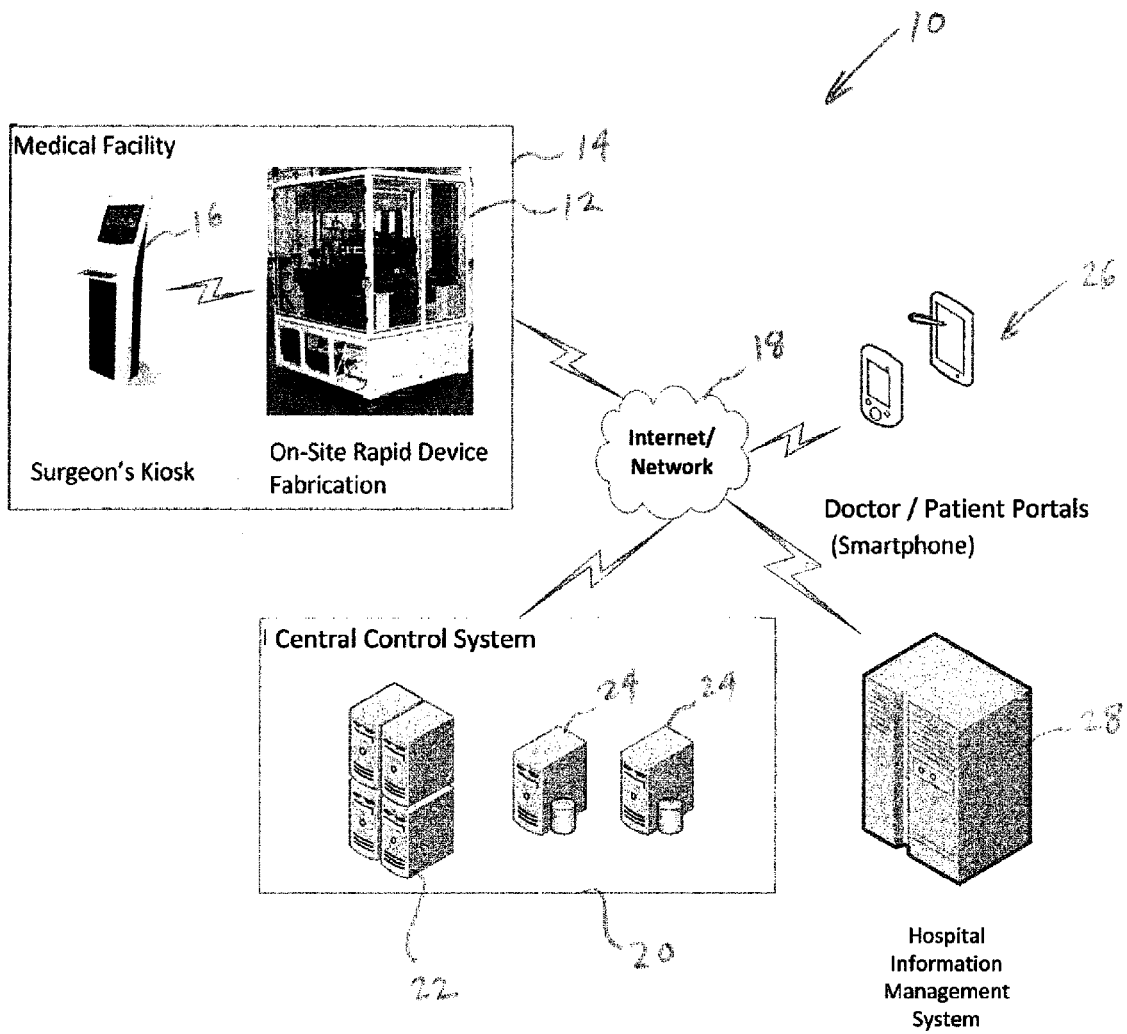 10
Medical Facility
14
12
16
Surgeon's Kiosk
On-Site Rapid Device
Fabrication
18
Internet/
Network
26
Doctor / Patient Portals
(Smartphone)
Central Control System
24
24
22
20
28
Hospital
Information
Management
System